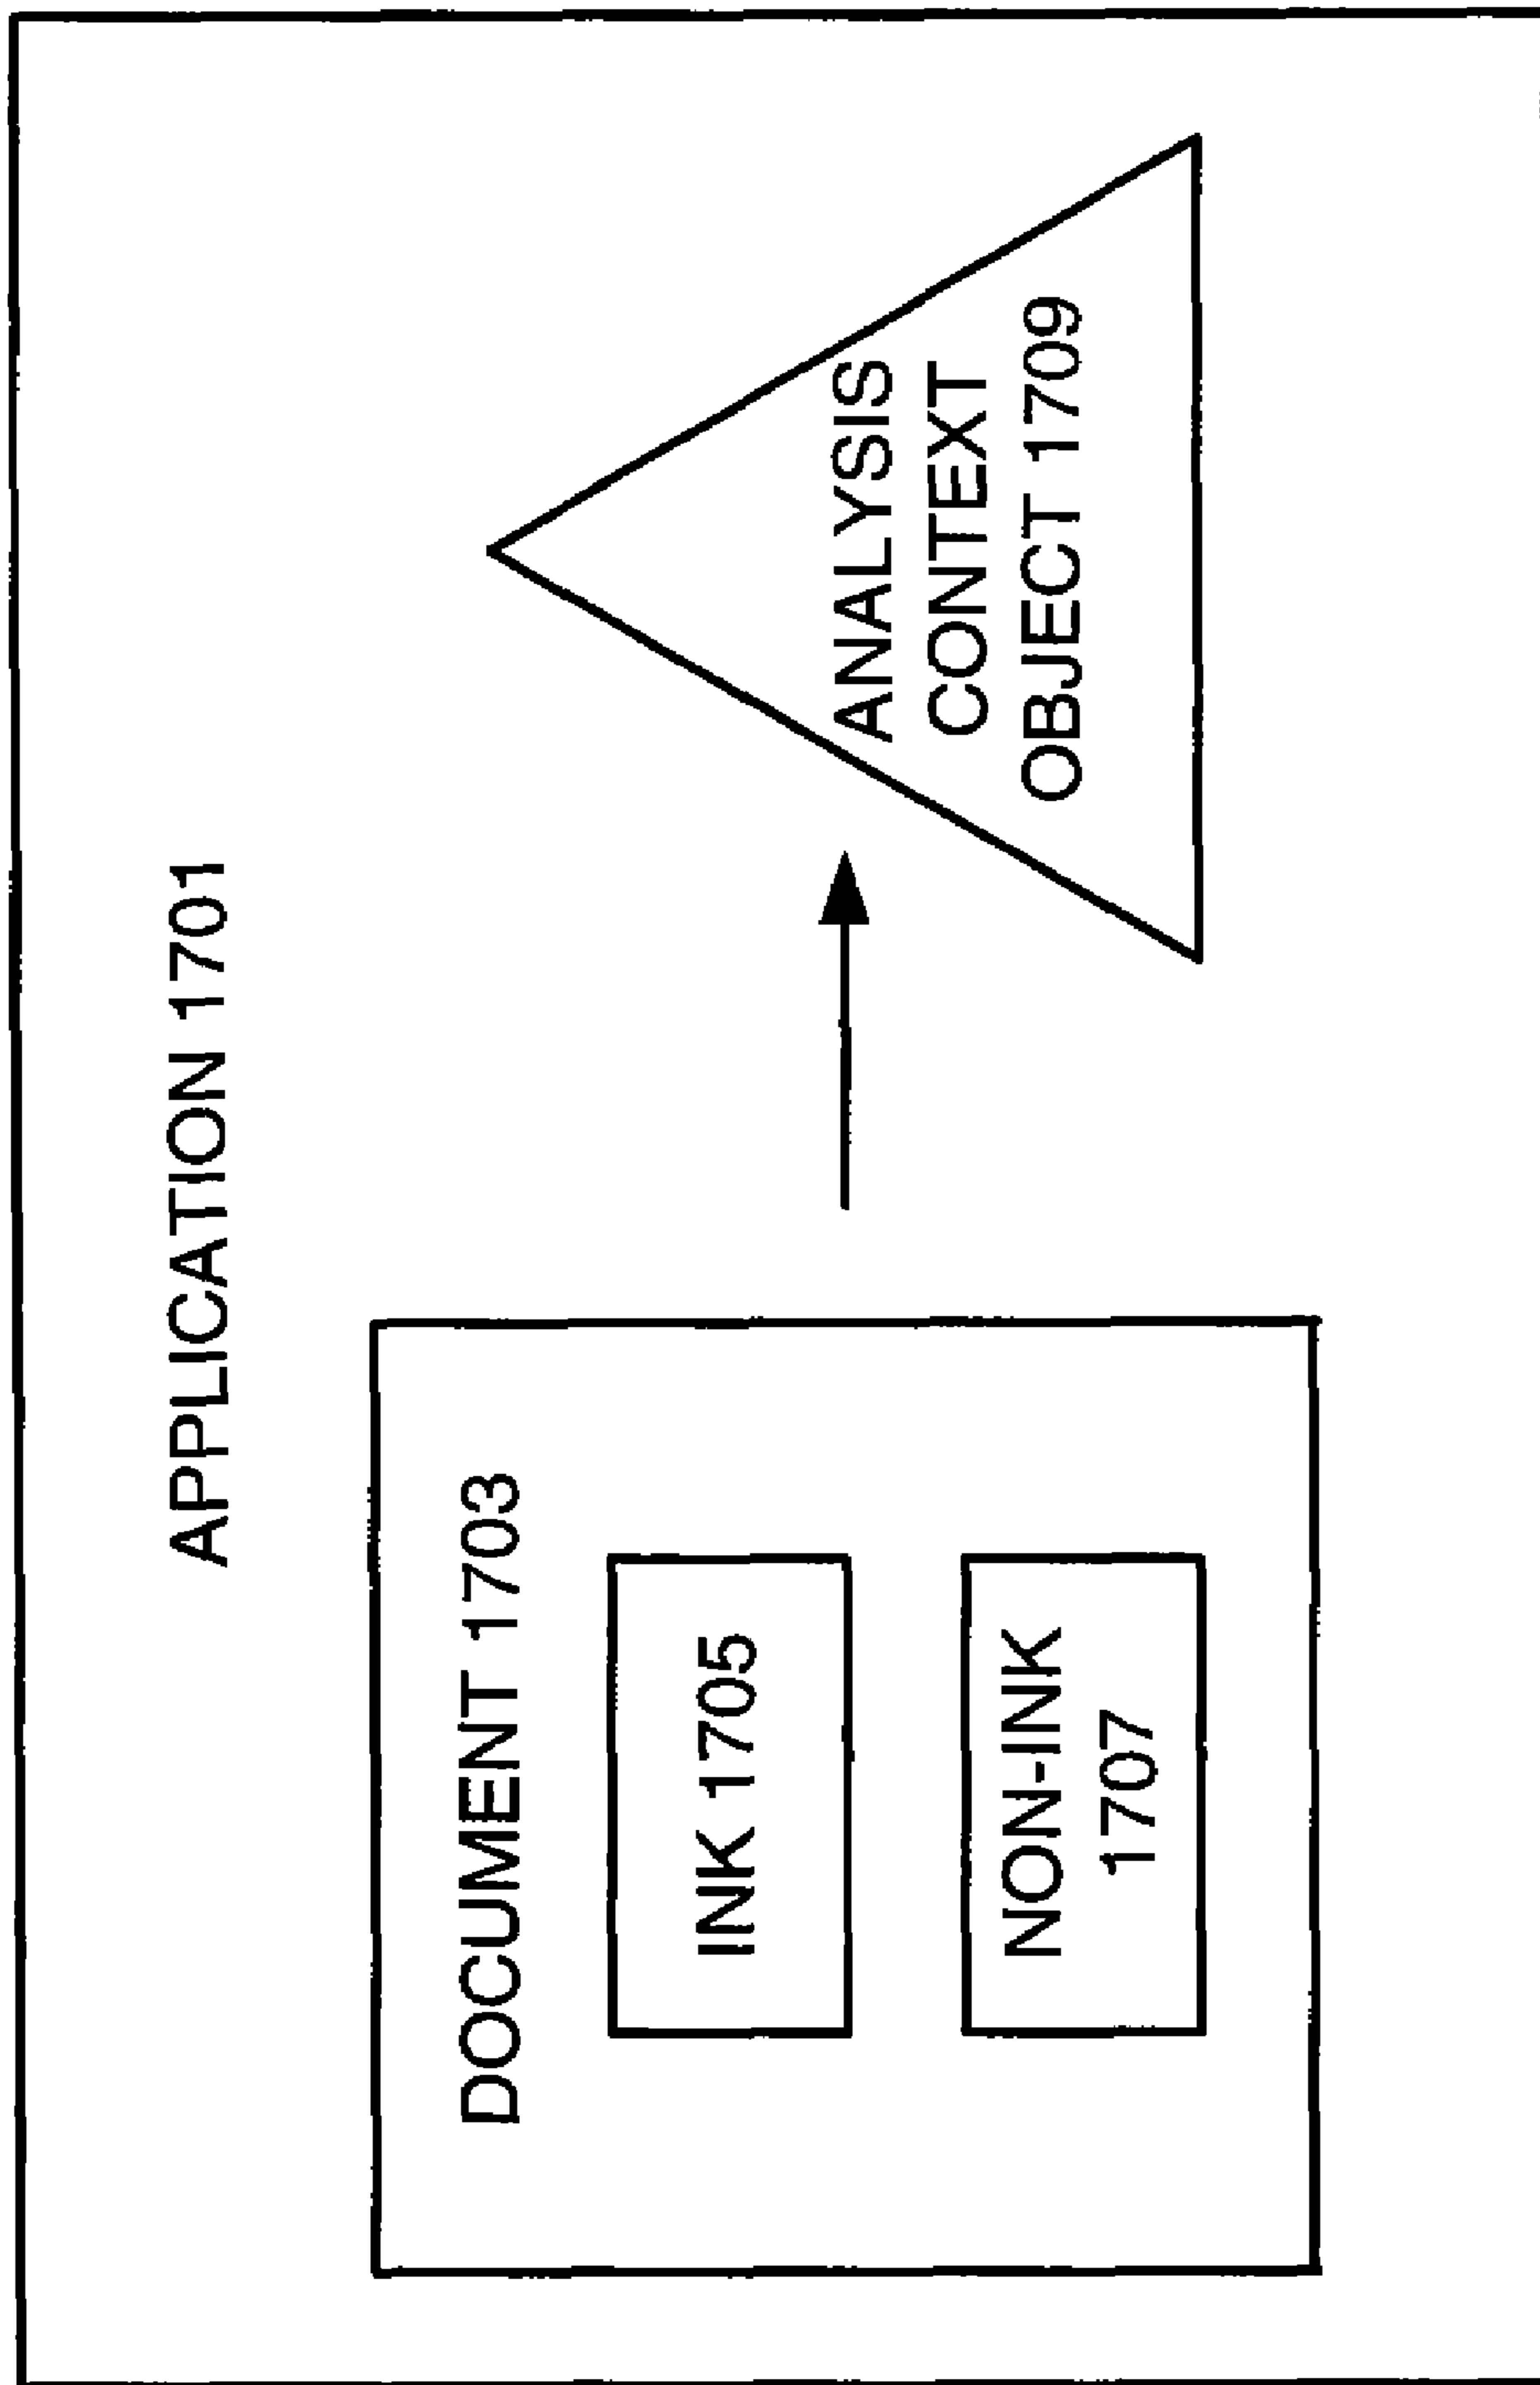 APPLICATION 1701
DOCUMENT 1703
INK 1705
NON-INK
1707
ANALYSIS
CONTEXT
OBJECT 1709